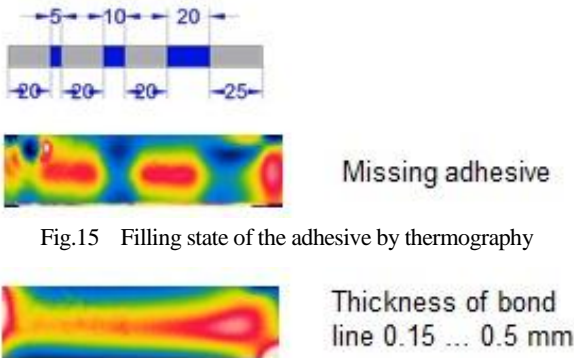 5 10 20
20 20 20 25
Missing adhesive
Fig.15 Filling state of the adhesive by thermography
Thickness of bond
line 0.15 ... 0.5 mm